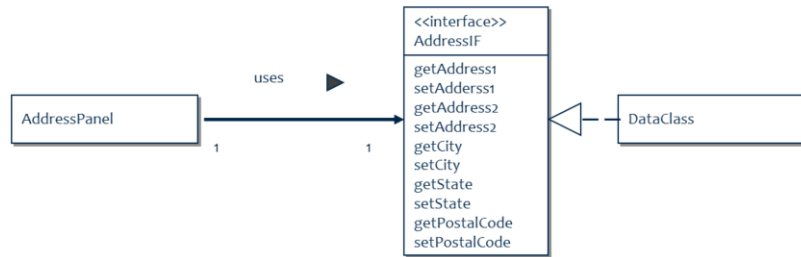 <<interface>>
AddressIF
uses
getAddress1
setAdderss1
getAddress2
setAddress2
getCity
setCity
getState
setState
getPostalCode
setPostalCode
AddressPanel
DataClass
1
1